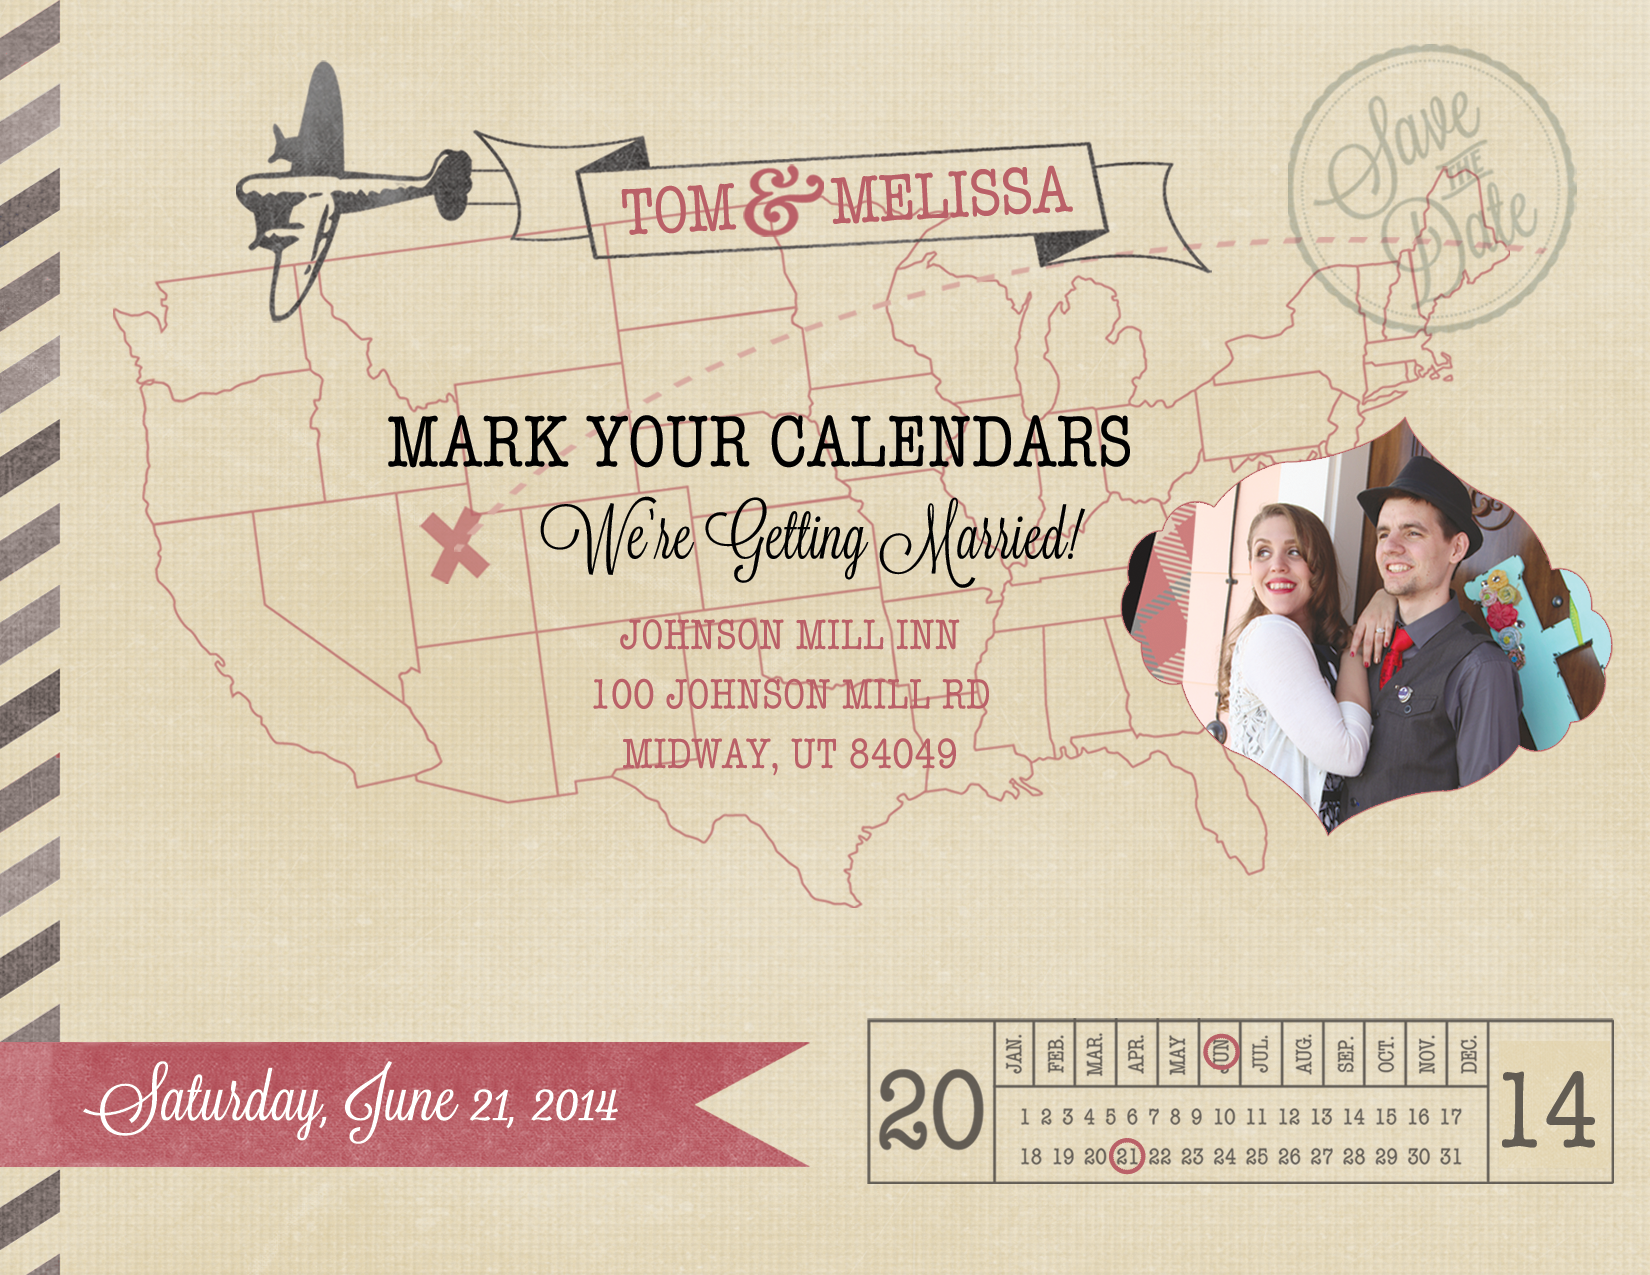 Save
THE
Date
TOM & MELISSA
MARK YOUR CALENDARS
We're Getting Married!
JOHNSON MILL INN
100 JOHNSON MILL RD
MIDWAY, UT 84049
Saturday, June 21, 2014
20
JAN. FEB. MAR. APR. MAY JUN JUL. AUG. SEP. OCT. NOV. DEC.
1 2 3 4 5 6 7 8 9 10 11 12 13 14 15 16 17
18 19 20 21 22 23 24 25 26 27 28 29 30 31
14